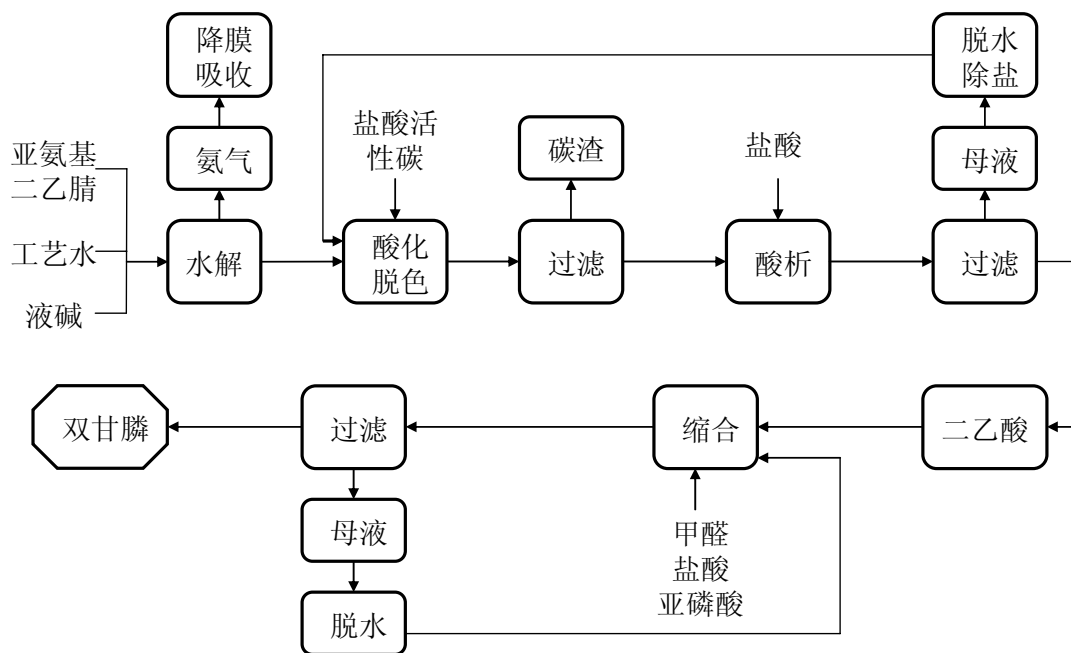 降膜
吸收
脱水
除盐
盐酸活
性碳
碳渣
盐酸
氨气
母液
亚氨基
二乙腈
工艺水
液碱
水解
酸化
脱色
过滤
酸析
过滤
双甘膦
过滤
缩合
二乙酸
母液
甲醛
盐酸
亚磷酸
脱水